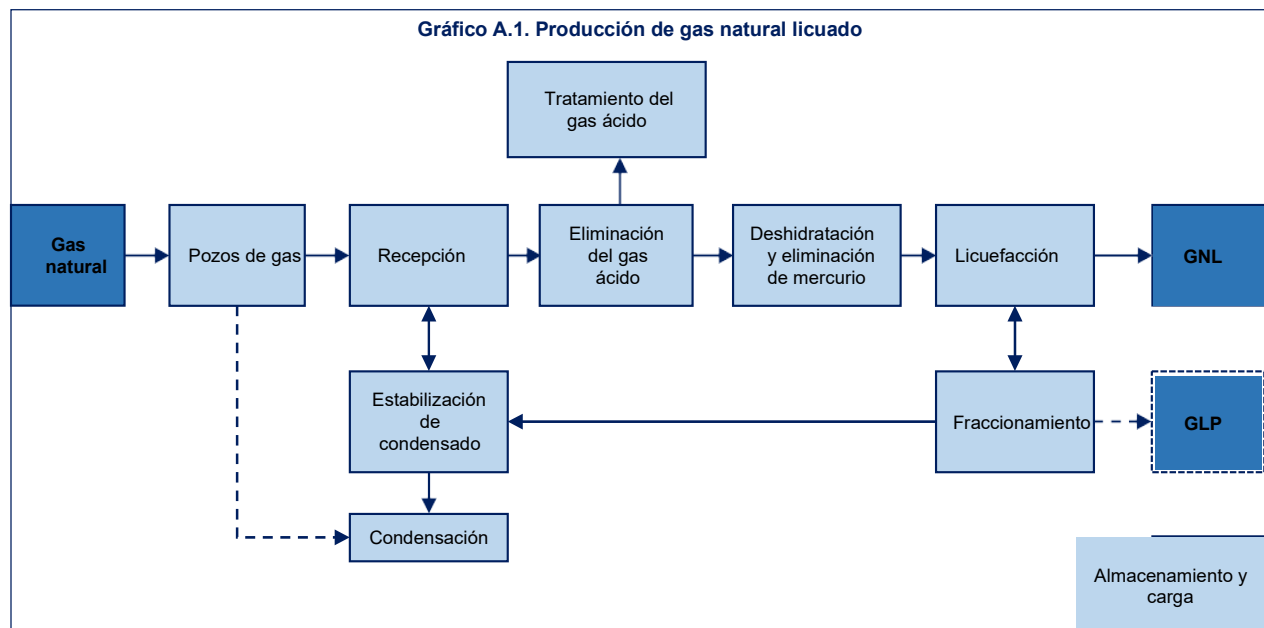 Gráfico A.1. Producción de gas natural licuado
Tratamiento del
gas ácido
Gas
natural
Pozos de gas
Recepción
Eliminación
del gas
ácido
Deshidratación
y eliminación
de mercurio
Licuefacción
GNL
Estabilización
de
condensado
Fraccionamiento
GLP
Condensación
Almacenamiento y
carga